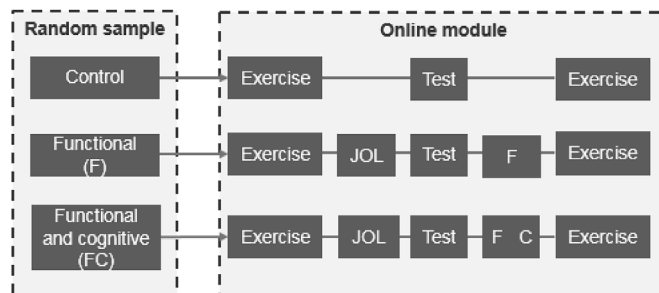 Random sample
Online module
Control
Exercise
Test
Exercise
Functional
(F)
Exercise
JOL
Test
F
Exercise
Functional
and cognitive
(FC)
Exercise
JOL
Test
F C
Exercise